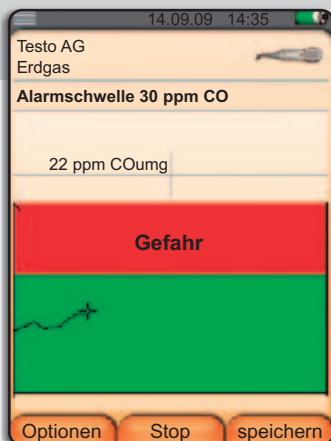 14.09.09 14:35
Testo AG
Erdgas
Alarmschwelle 30 ppm CO
22 ppm COumg
Gefahr
Optionen Stop speichern